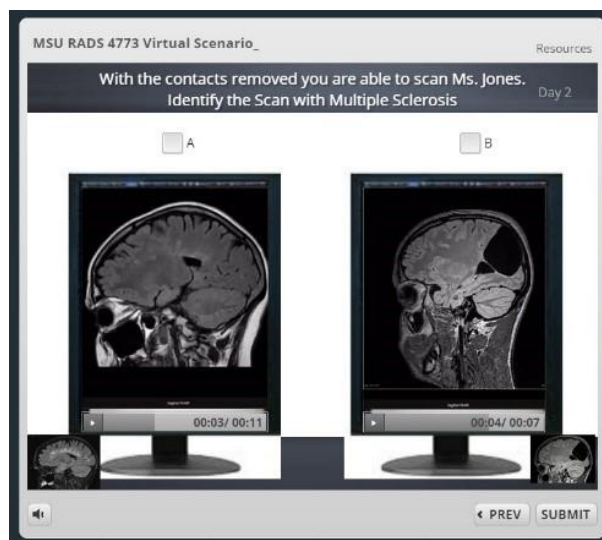 MSU RADS 4773 Virtual Scenario_
Resources
With the contacts removed you are able to scan Ms. Jones.
Identify the Scan with Multiple Sclerosis
Day 2
A
B
00:03/ 00:11
00:04/ 00:07
PREV
SUBMIT